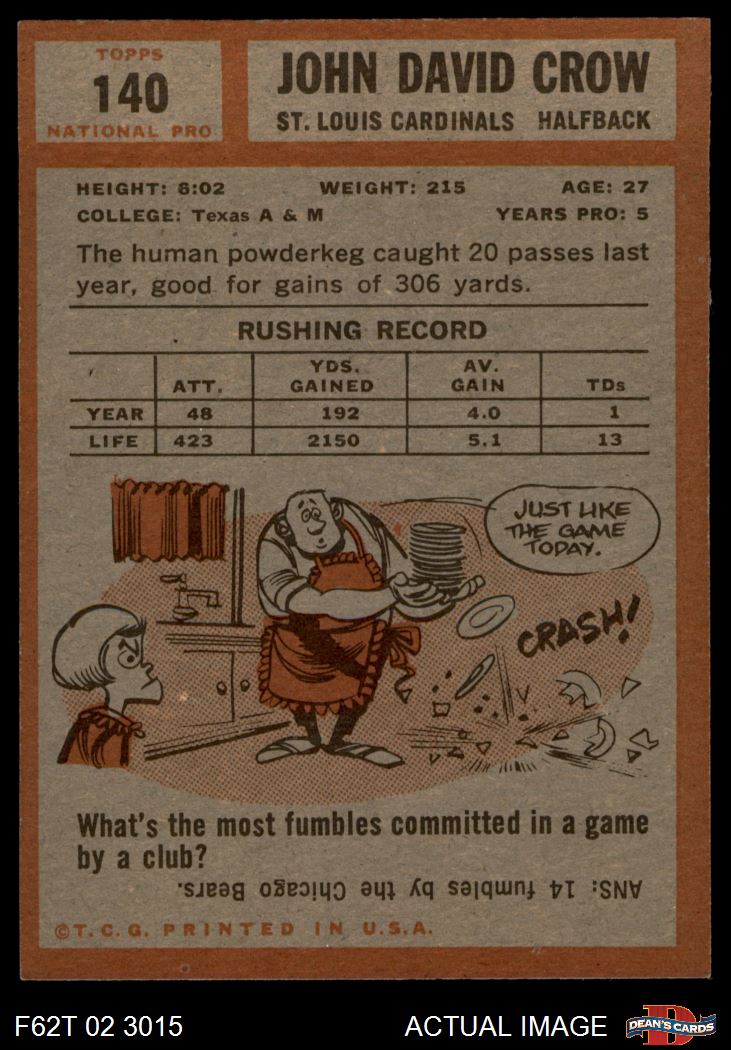 TOPPS
140
NATIONAL PRO
JOHN DAVID CROW
ST. LOUIS CARDINALS HALFBACK
HEIGHT: 6:02 WEIGHT: 215 AGE: 27
COLLEGE: Texas A & M YEARS PRO: 5
The human powderkeg caught 20 passes last
year, good for gains of 306 yards.
RUSHING RECORD
ATT. YDS. GAINED AV. GAIN TDs
YEAR 48 192 4.0 1
LIFE 423 2150 5.1 13
JUST LIKE
THE GAME
TODAY.
CRASH!
What's the most fumbles committed in a game
by a club?
ANS: 14 fumbles by the Chicago Bears.
©T.C.G. PRINTED IN U.S.A.
F62T 02 3015 ACTUAL IMAGE DEAN'S CARDS